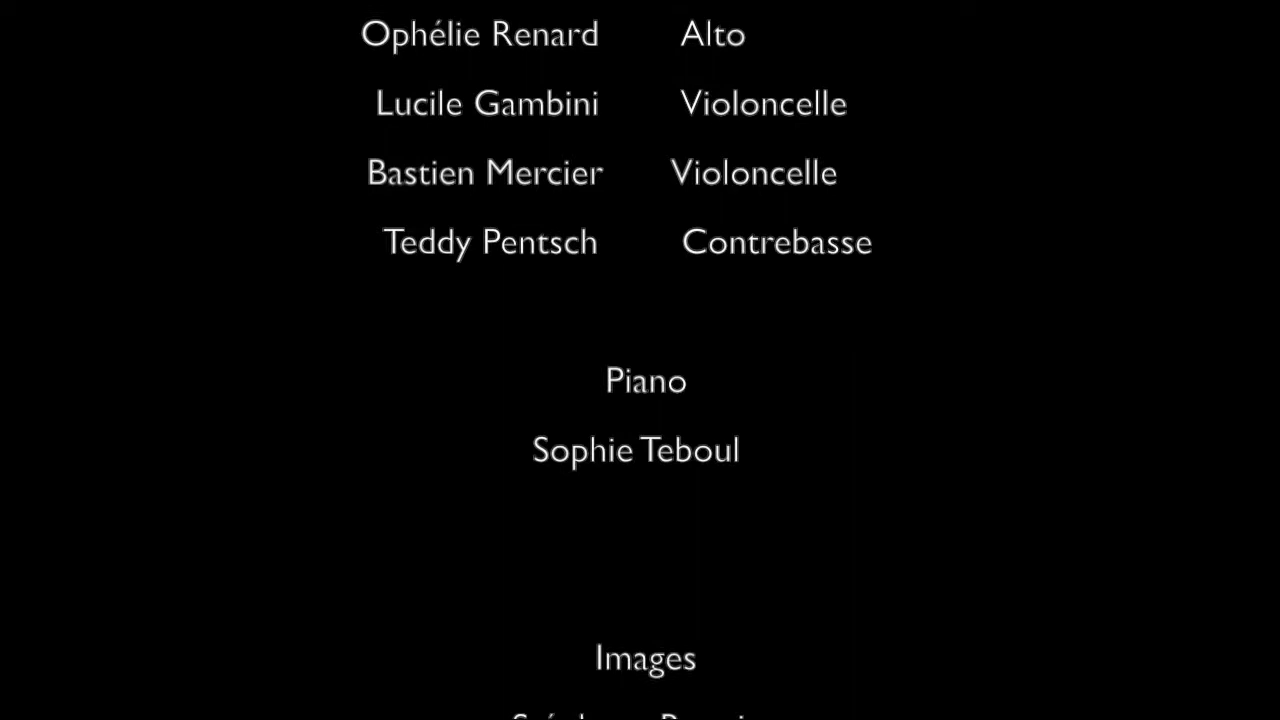 Ophélie Renard Alto
Lucile Gambini Violoncelle
Bastien Mercier Violoncelle
Teddy Pentsch Contrebasse
Piano
Sophie Teboul
Images